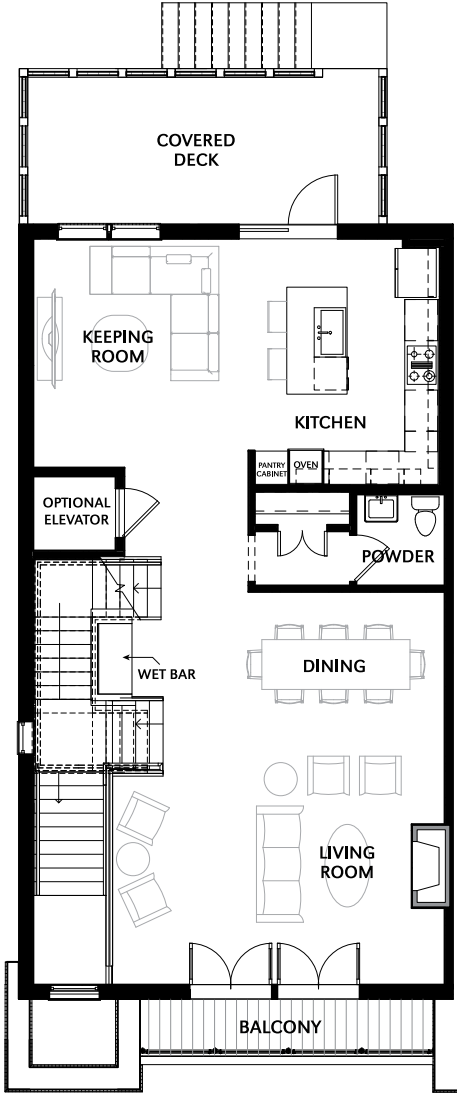 COVERED
DECK
KEEPING
ROOM
KITCHEN
PANTRY
CABINET
OVEN
OPTIONAL
ELEVATOR
POWDER
WET BAR
DINING
LIVING
ROOM
BALCONY